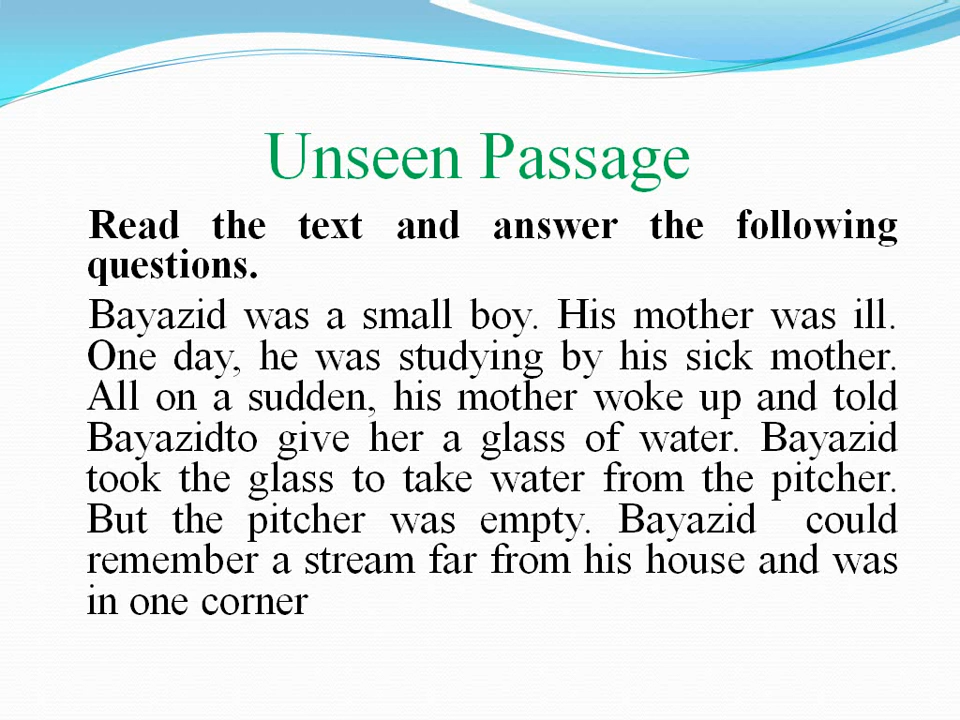 Unseen Passage
Read the text and answer the following
questions.
Bayazid was a small boy. His mother was ill.
One day, he was studying by his sick mother.
All on a sudden, his mother woke up and told
Bayazidto give her a glass of water. Bayazid
took the glass to take water from the pitcher.
But the pitcher was empty. Bayazid could
remember a stream far from his house and was
in one corner